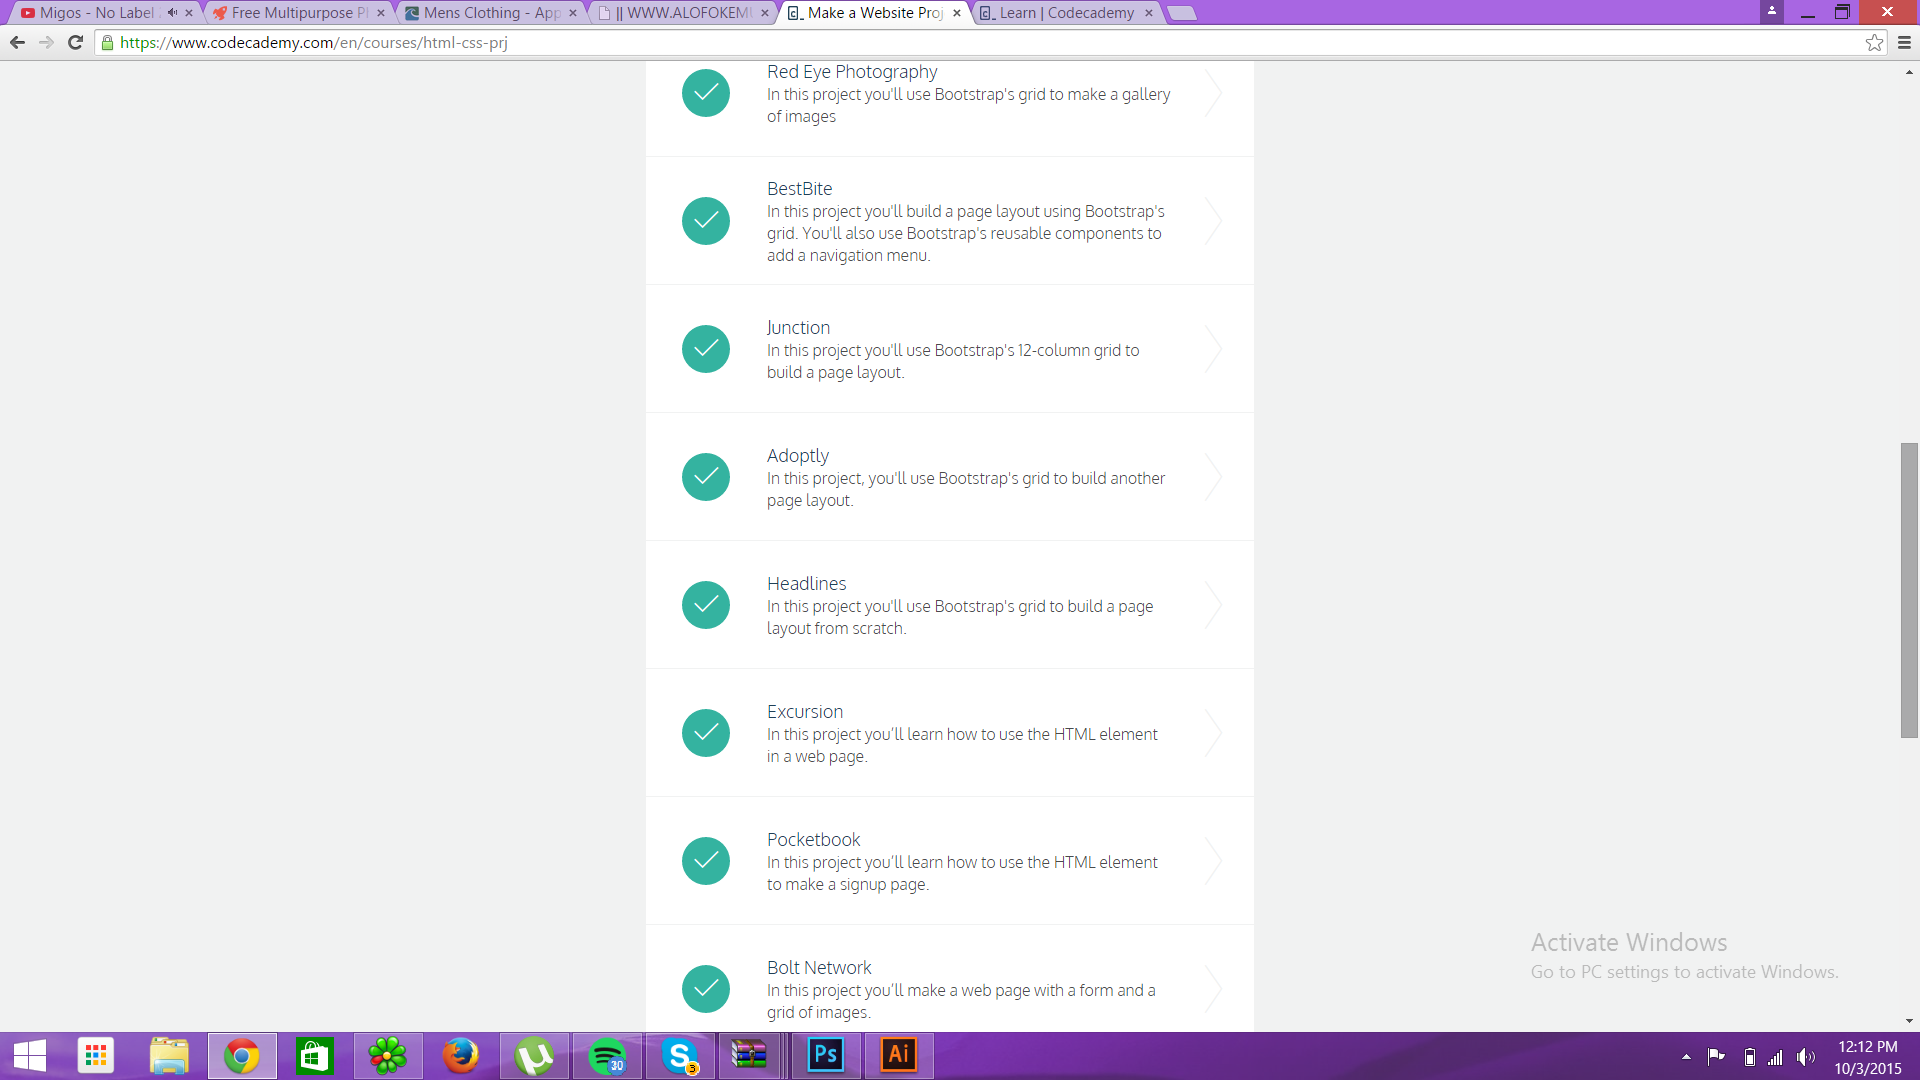 Migos - No Label
Free Multipurpose P
Mens Clothing - App
|| WWW.ALOFOKEMU
c_ Make a Website Proj
c_ Learn | Codecademy
https://www.codecademy.com/en/courses/html-css-prj
Red Eye Photography
In this project you'll use Bootstrap's grid to make a gallery
of images
BestBite
In this project you'll build a page layout using Bootstrap's
grid. You'll also use Bootstrap's reusable components to
add a navigation menu.
Junction
In this project you'll use Bootstrap's 12-column grid to
build a page layout.
Adoptly
In this project, you'll use Bootstrap's grid to build another
page layout.
Headlines
In this project you'll use Bootstrap's grid to build a page
layout from scratch.
Excursion
In this project you’ll learn how to use the HTML element
in a web page.
Pocketbook
In this project you’ll learn how to use the HTML element
to make a signup page.
Bolt Network
In this project you’ll make a web page with a form and a
grid of images.
Activate Windows
Go to PC settings to activate Windows.
30
3
Ps
Ai
12:12 PM
10/3/2015